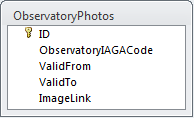 ObservatoryPhotos
ID
ObservatoryIAGACode
ValidFrom
ValidTo
ImageLink